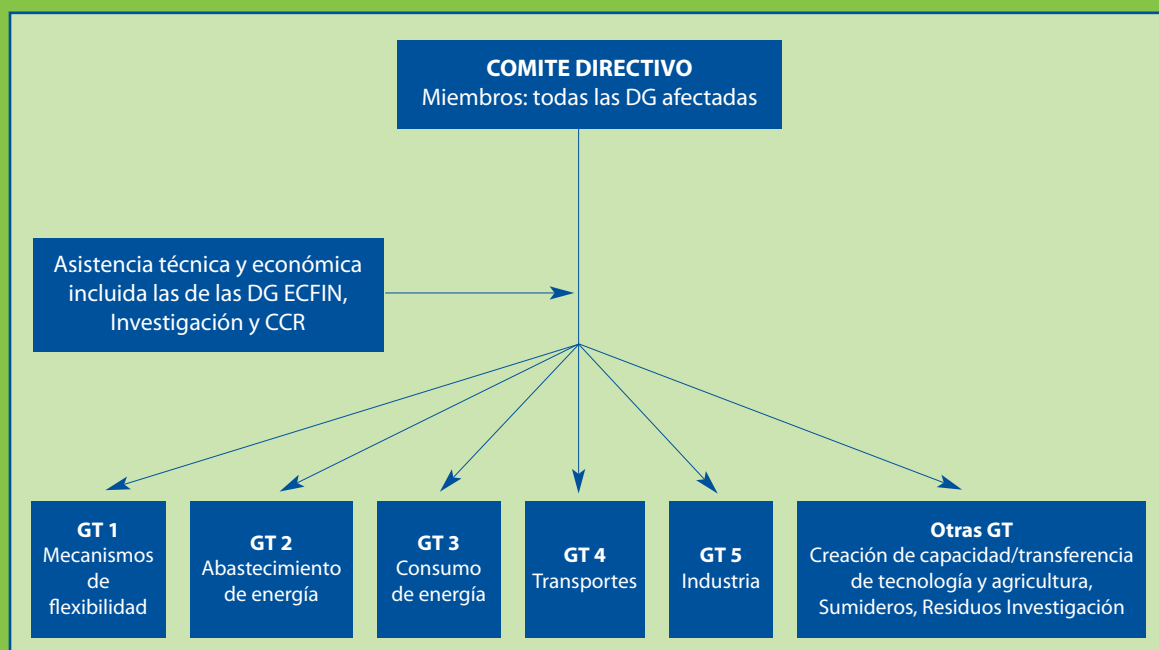 COMITE DIRECTIVO
Miembros: todas las DG afectadas
Asistencia técnica y económica
incluida las de las DG ECFIN,
Investigación y CCR
GT 1
Mecanismos
de
flexibilidad
GT 2
Abastecimiento
de energía
GT 3
Consumo
de energía
GT 4
Transportes
GT 5
Industria
Otras GT
Creación de capacidad/transferencia
de tecnología y agricultura,
Sumideros, Residuos Investigación